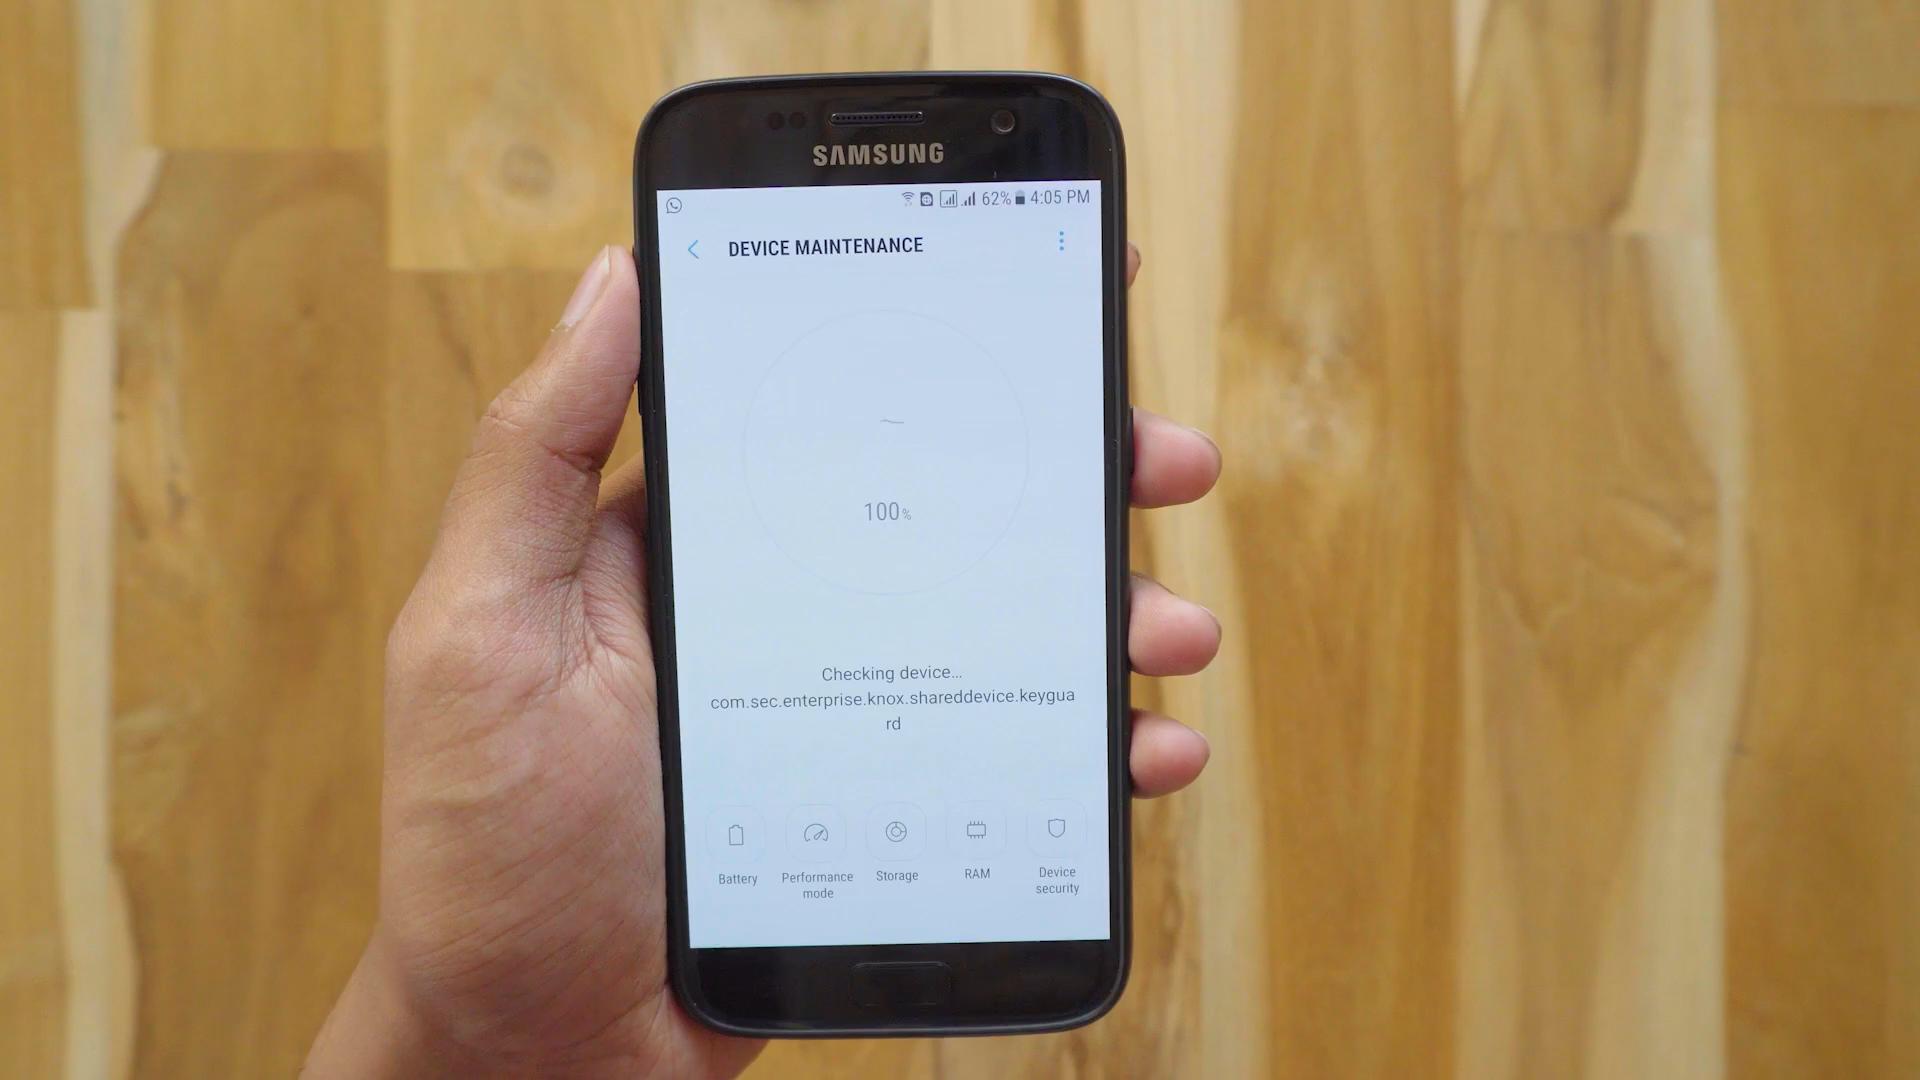 SAMSUNG
62% 4:05 PM
DEVICE MAINTENANCE
100%
Checking device...
com.sec.enterprise.knox.shareddevice.keygua
rd
Battery
Performance
mode
Storage
RAM
Device
security